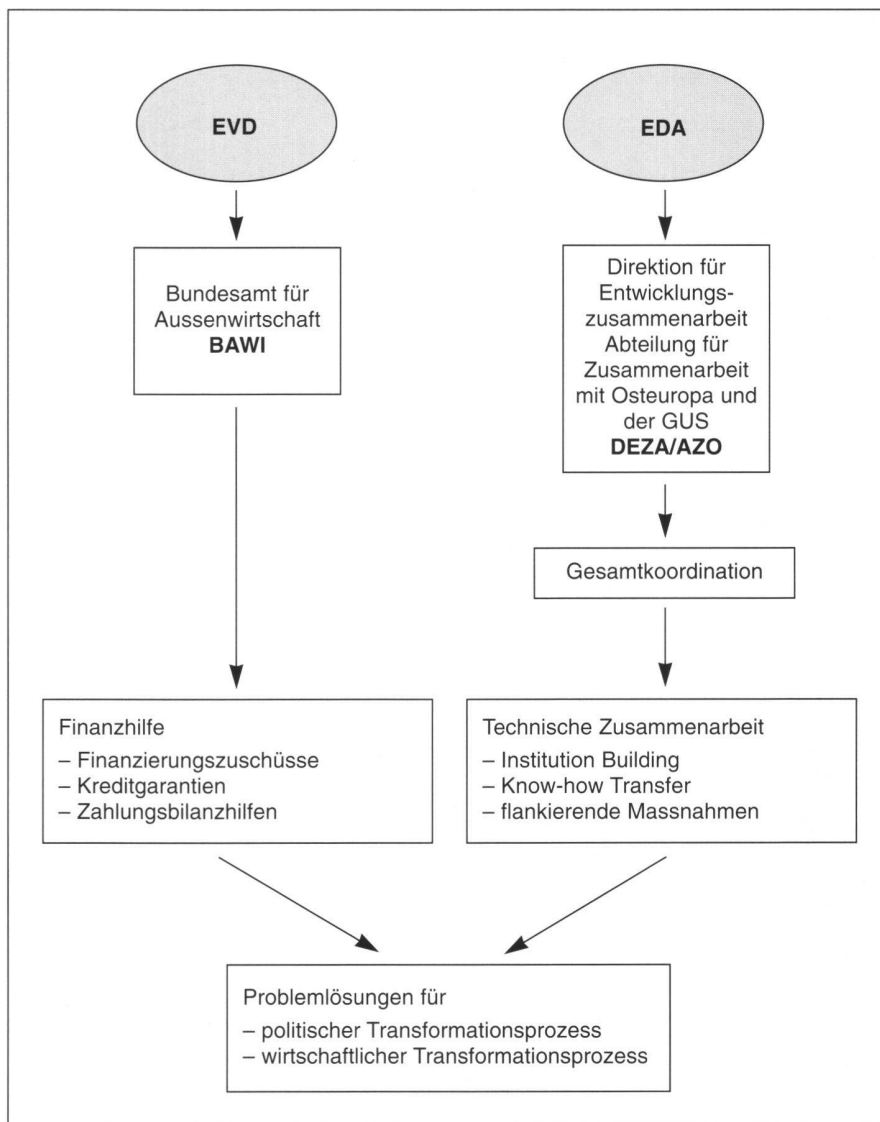 EVD
Bundesamt für
Aussenwirtschaft
BAWI
EDA
Direktion für
Entwicklungs-
zusammenarbeit
Abteilung für
Zusammenarbeit
mit Osteuropa und
der GUS
DEZA/AZO
Gesamtkoordination
Finanzhilfe
– Finanzierungszuschüsse
– Kreditgarantien
– Zahlungsbilanzhilfen
Technische Zusammenarbeit
– Institution Building
– Know-how Transfer
– flankierende Massnahmen
Problemlösungen für
– politischer Transformationsprozess
– wirtschaftlicher Transformationsprozess